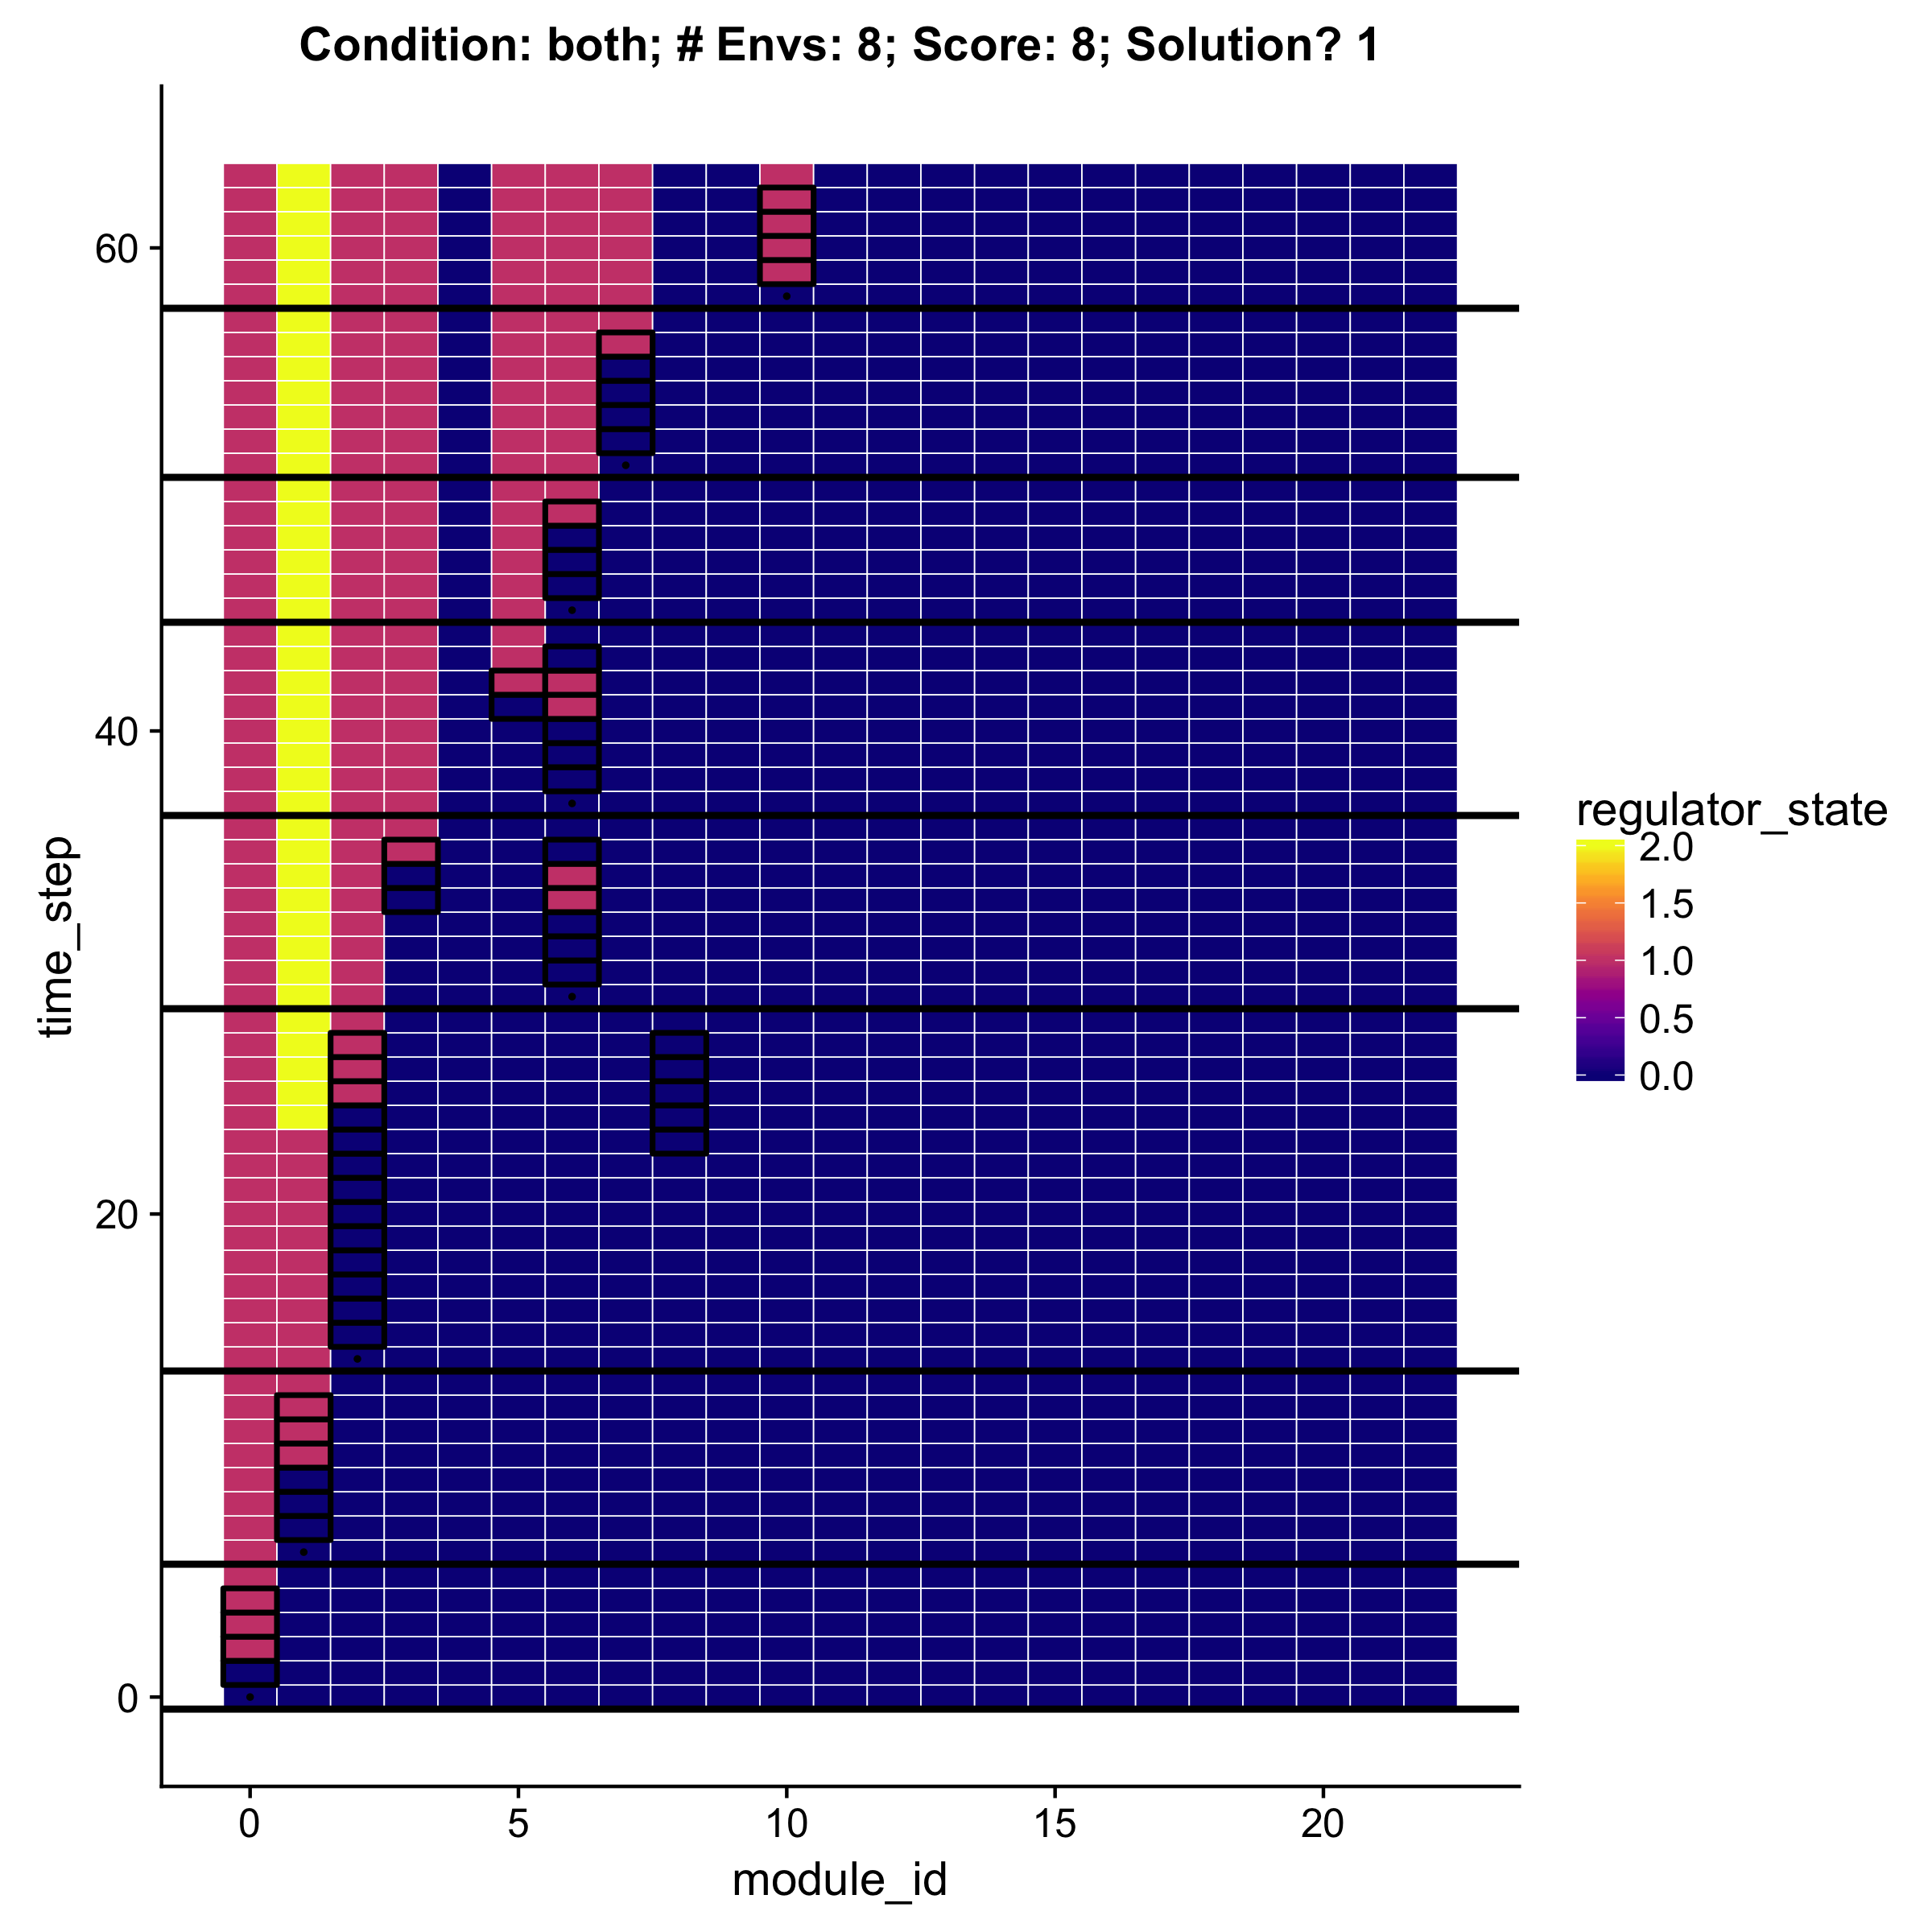 Condition: both; # Envs: 8; Score: 8; Solution? 1
60
40
20
0
time_step
0 5 10 15 20
module_id
regulator_state
2.0
1.5
1.0
0.5
0.0